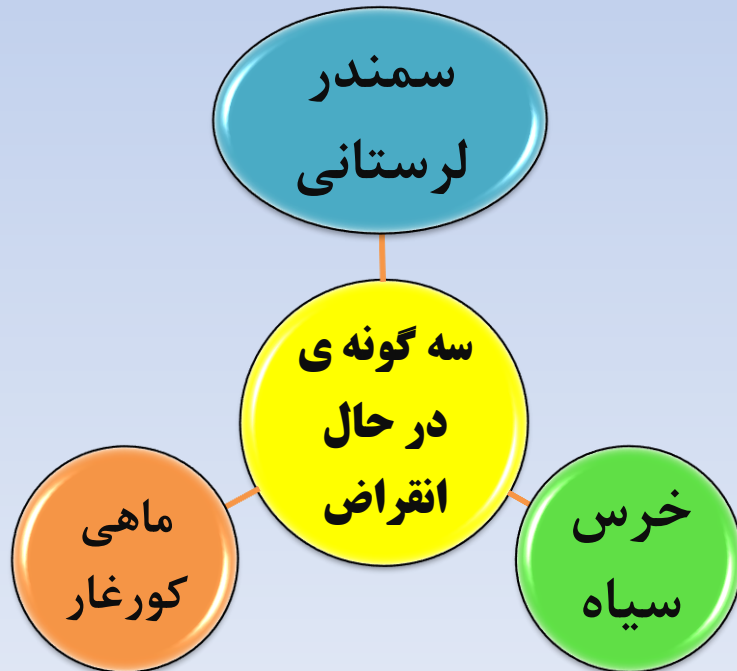 سمندر
لرستانی
سه گونه ی
در حال
انقراض
خرس
سیاه
ماهی
کورغار